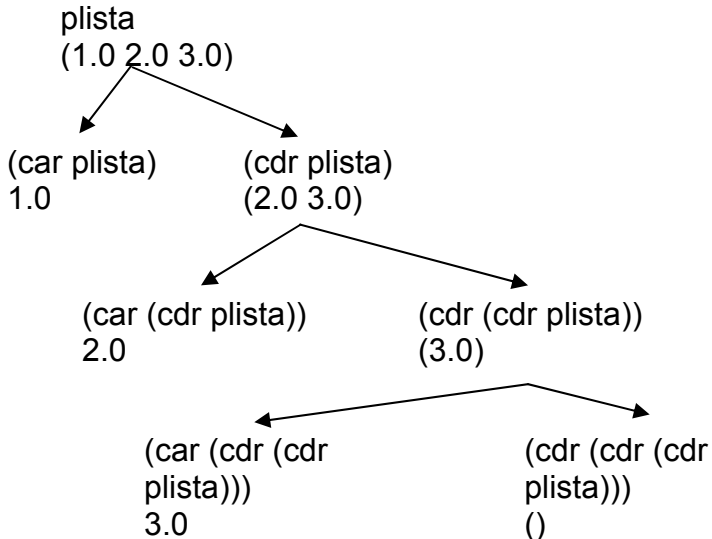 plista
(1.0 2.0 3.0)
(car plista)
1.0
(cdr plista)
(2.0 3.0)
(car (cdr plista))
2.0
(cdr (cdr plista))
(3.0)
(car (cdr (cdr
plista)))
3.0
(cdr (cdr (cdr
plista)))
()